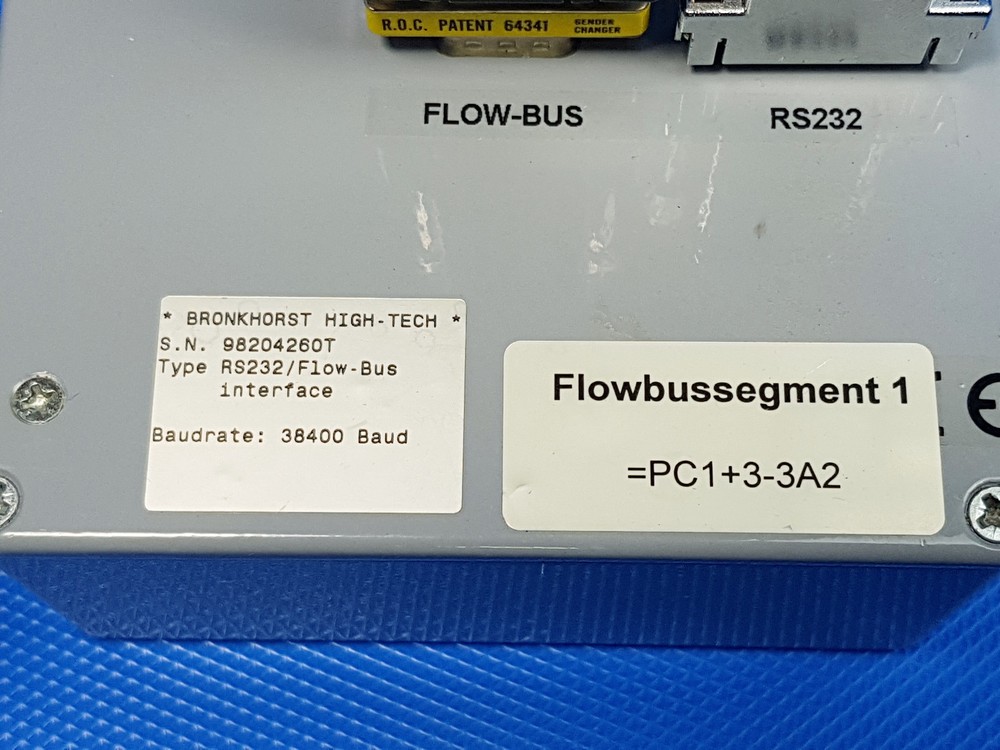 R.O.C. PATENT 64341 GENDER CHANGER
FLOW-BUS
RS232
* BRONKHORST HIGH-TECH *
S.N. 98204260T
Type RS232/Flow-Bus
interface
Baudrate: 38400 Baud
Flowbussegment 1
=PC1+3-3A2
CE